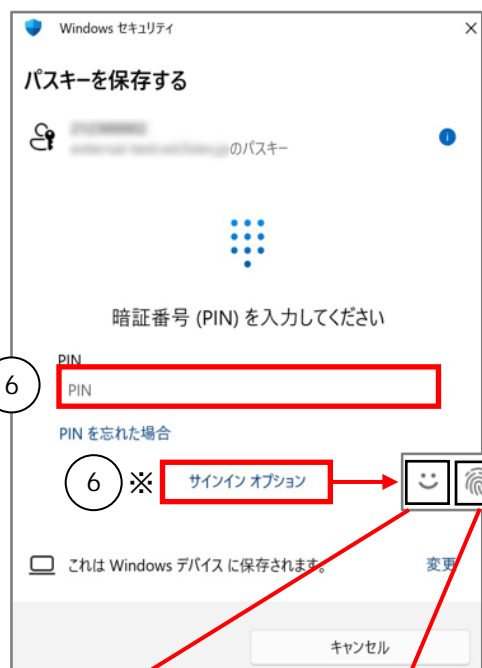 Windows セキュリティ
パスキーを保存する
のパスキー
暗証番号 (PIN) を入力してください
PIN
6
PIN
PIN を忘れた場合
6 ※ サインイン オプション
これは Windows デバイス に保存されます。 変更
キャンセル